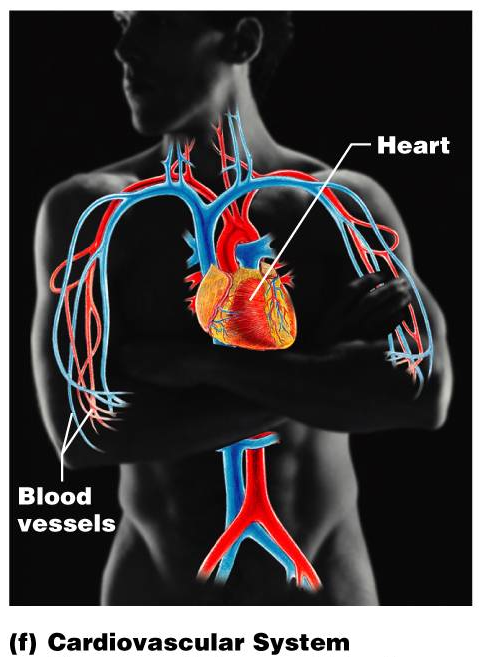 Heart
Blood
vessels
(f) Cardiovascular System